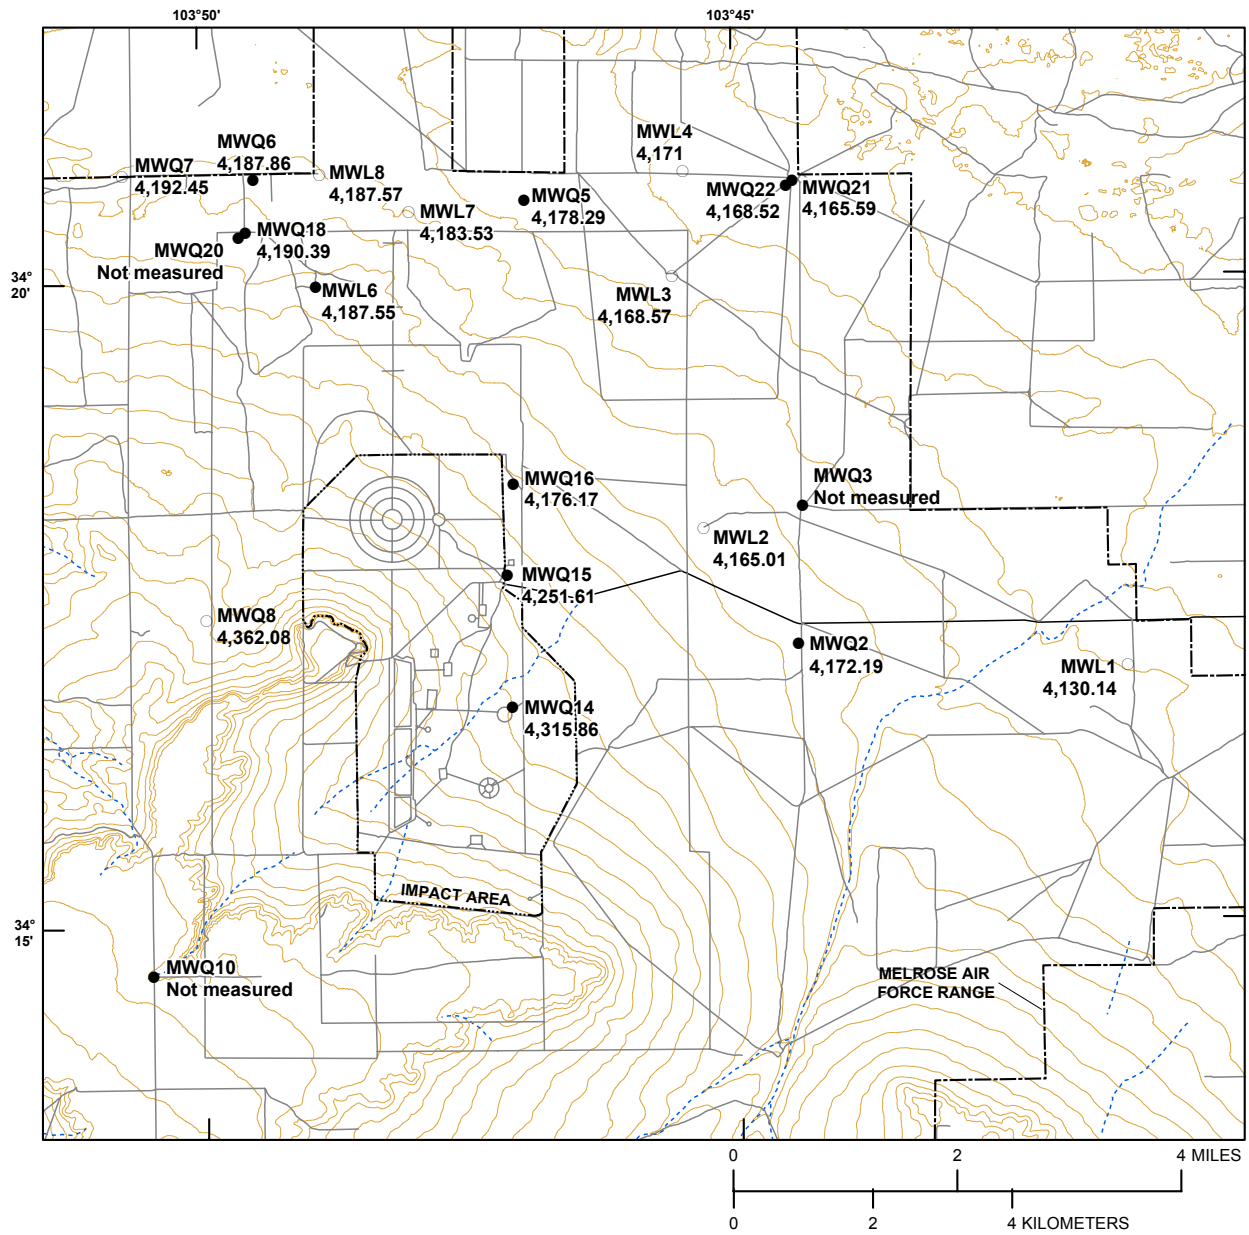 103°50'
103°45'
MWL4
4,171
MWQ6
4,187.86
MWQ7
4,192.45
MWL8
4,187.57
MWQ22
4,168.52
MWQ21
4,165.59
MWQ5
4,178.29
MWL7
4,183.53
MWQ18
4,190.39
MWQ20
Not measured
34°
20'
MWL6
4,187.55
MWL3
4,168.57
MWQ16
4,176.17
MWQ3
Not measured
MWL2
4,165.01
MWQ15
4,251.61
MWQ8
4,362.08
MWQ2
4,172.19
MWL1
4,130.14
MWQ14
4,315.86
IMPACT AREA
34°
15'
MWQ10
Not measured
MELROSE AIR
FORCE RANGE
0 2 4 MILES
0 2 4 KILOMETERS